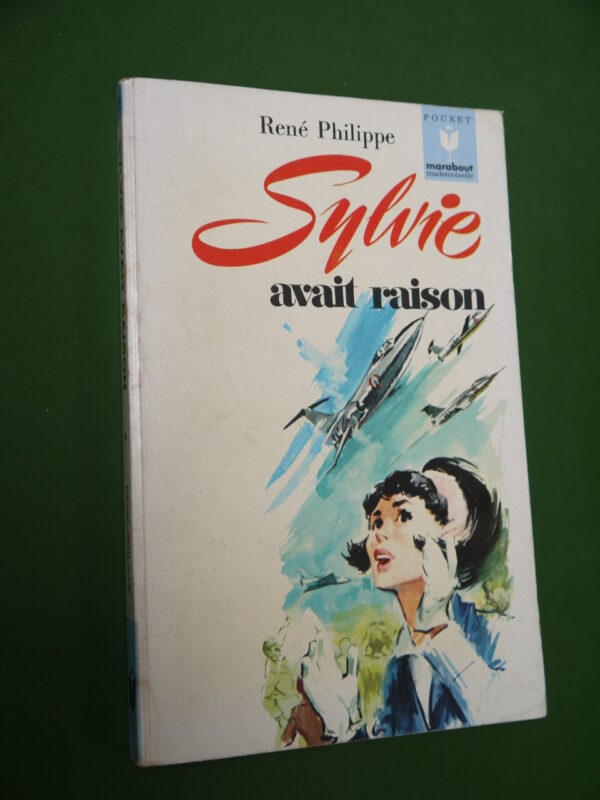 René Philippe
POCKET
marabout
mademoiselle
Sylvie
avait raison